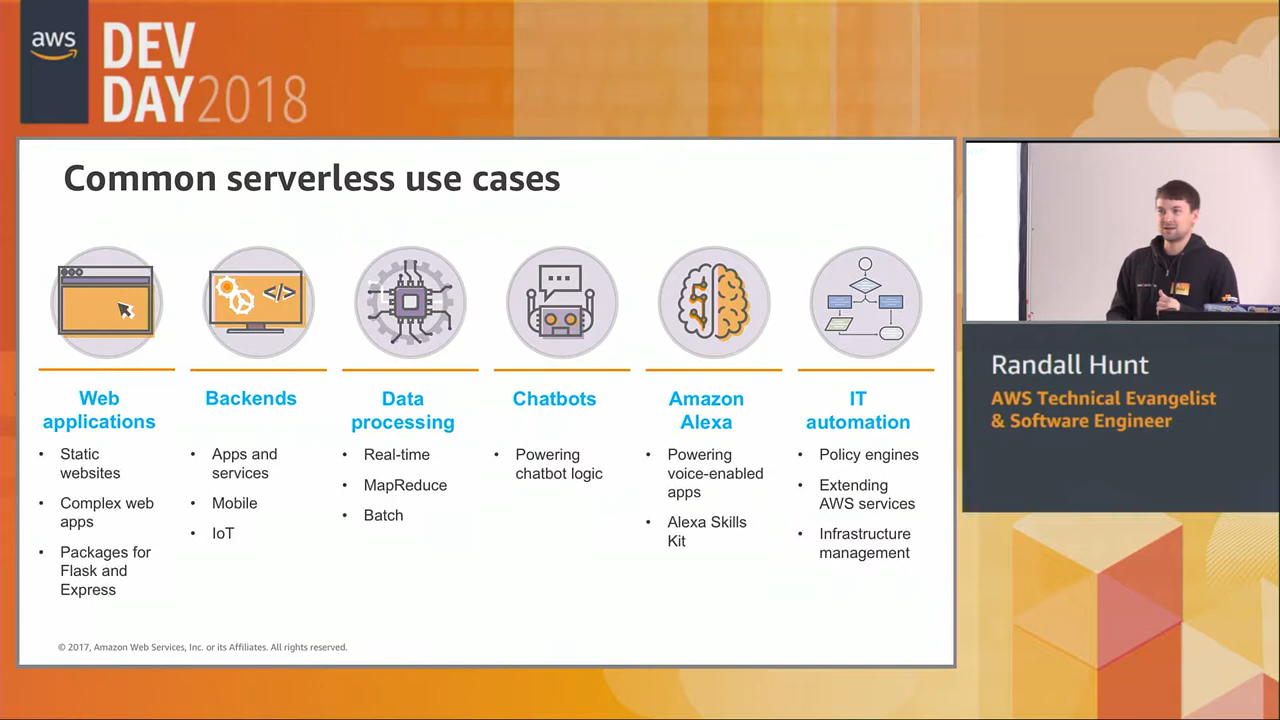 aws
DEV
DAY2018
Common serverless use cases
</>
Web
applications
• Static
websites
• Complex web
apps
• Packages for
Flask and
Express
Backends
• Apps and
services
• Mobile
• IoT
Data
processing
• Real-time
• MapReduce
• Batch
Chatbots
• Powering
chatbot logic
Amazon
Alexa
• Powering
voice-enabled
apps
• Alexa Skills
Kit
IT
automation
• Policy engines
• Extending
AWS services
• Infrastructure
management
© 2017, Amazon Web Services, Inc. or its Affiliates. All rights reserved.
Randall Hunt
AWS Technical Evangelist
& Software Engineer